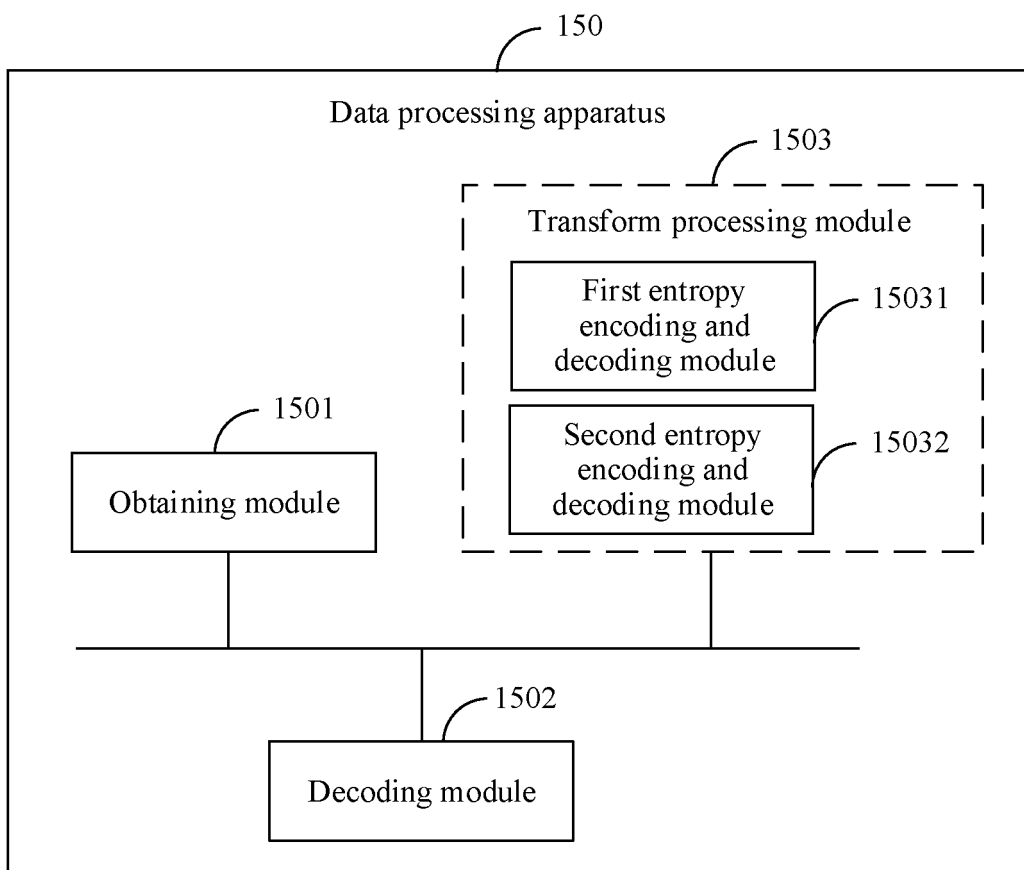 150
Data processing apparatus
1503
Transform processing module
First entropy
encoding and
decoding module
15031
1501
Second entropy
encoding and
decoding module
15032
Obtaining module
1502
Decoding module